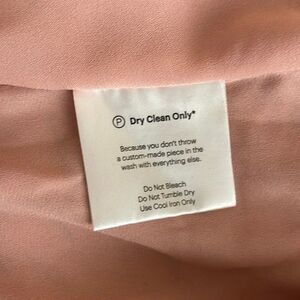 Ⓟ Dry Clean Only*
Because you don't throw
a custom-made piece in the
wash with everything else.
Do Not Bleach
Do Not Tumble Dry
Use Cool Iron Only